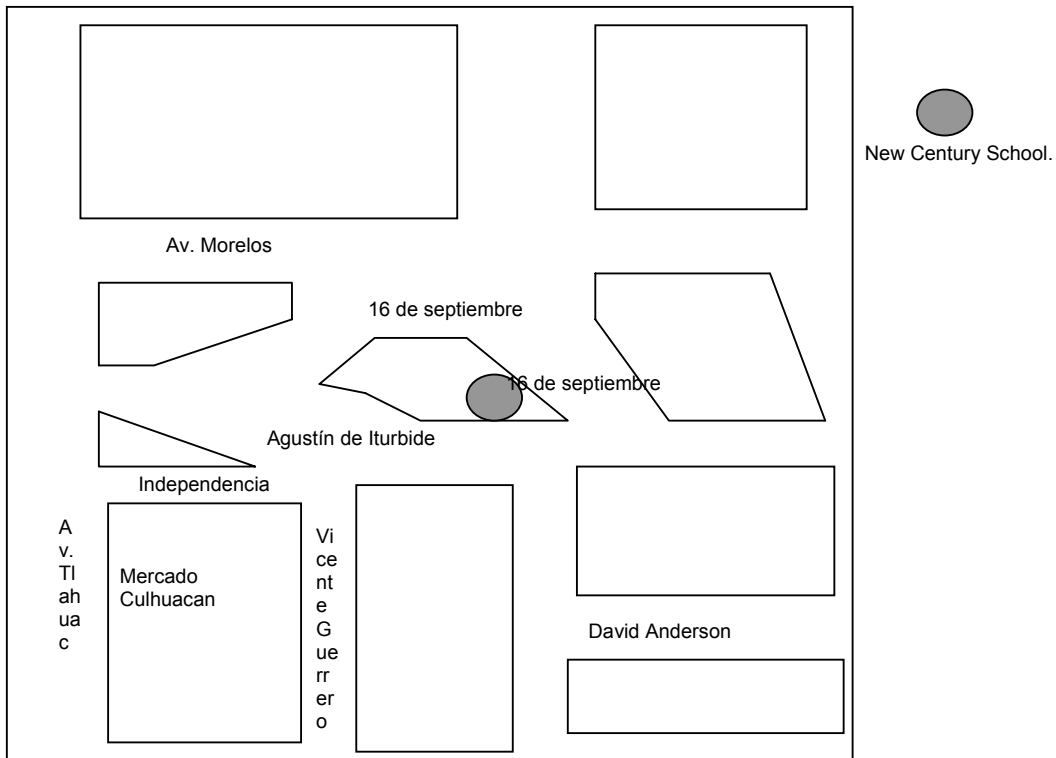 New Century School.
Av. Morelos
16 de septiembre
16 de septiembre
Agustín de Iturbide
Independencia
A
v.
Tl
ah
ua
c
Mercado
Culhuacan
Vi
ce
nt
e
G
ue
rr
er
o
David Anderson